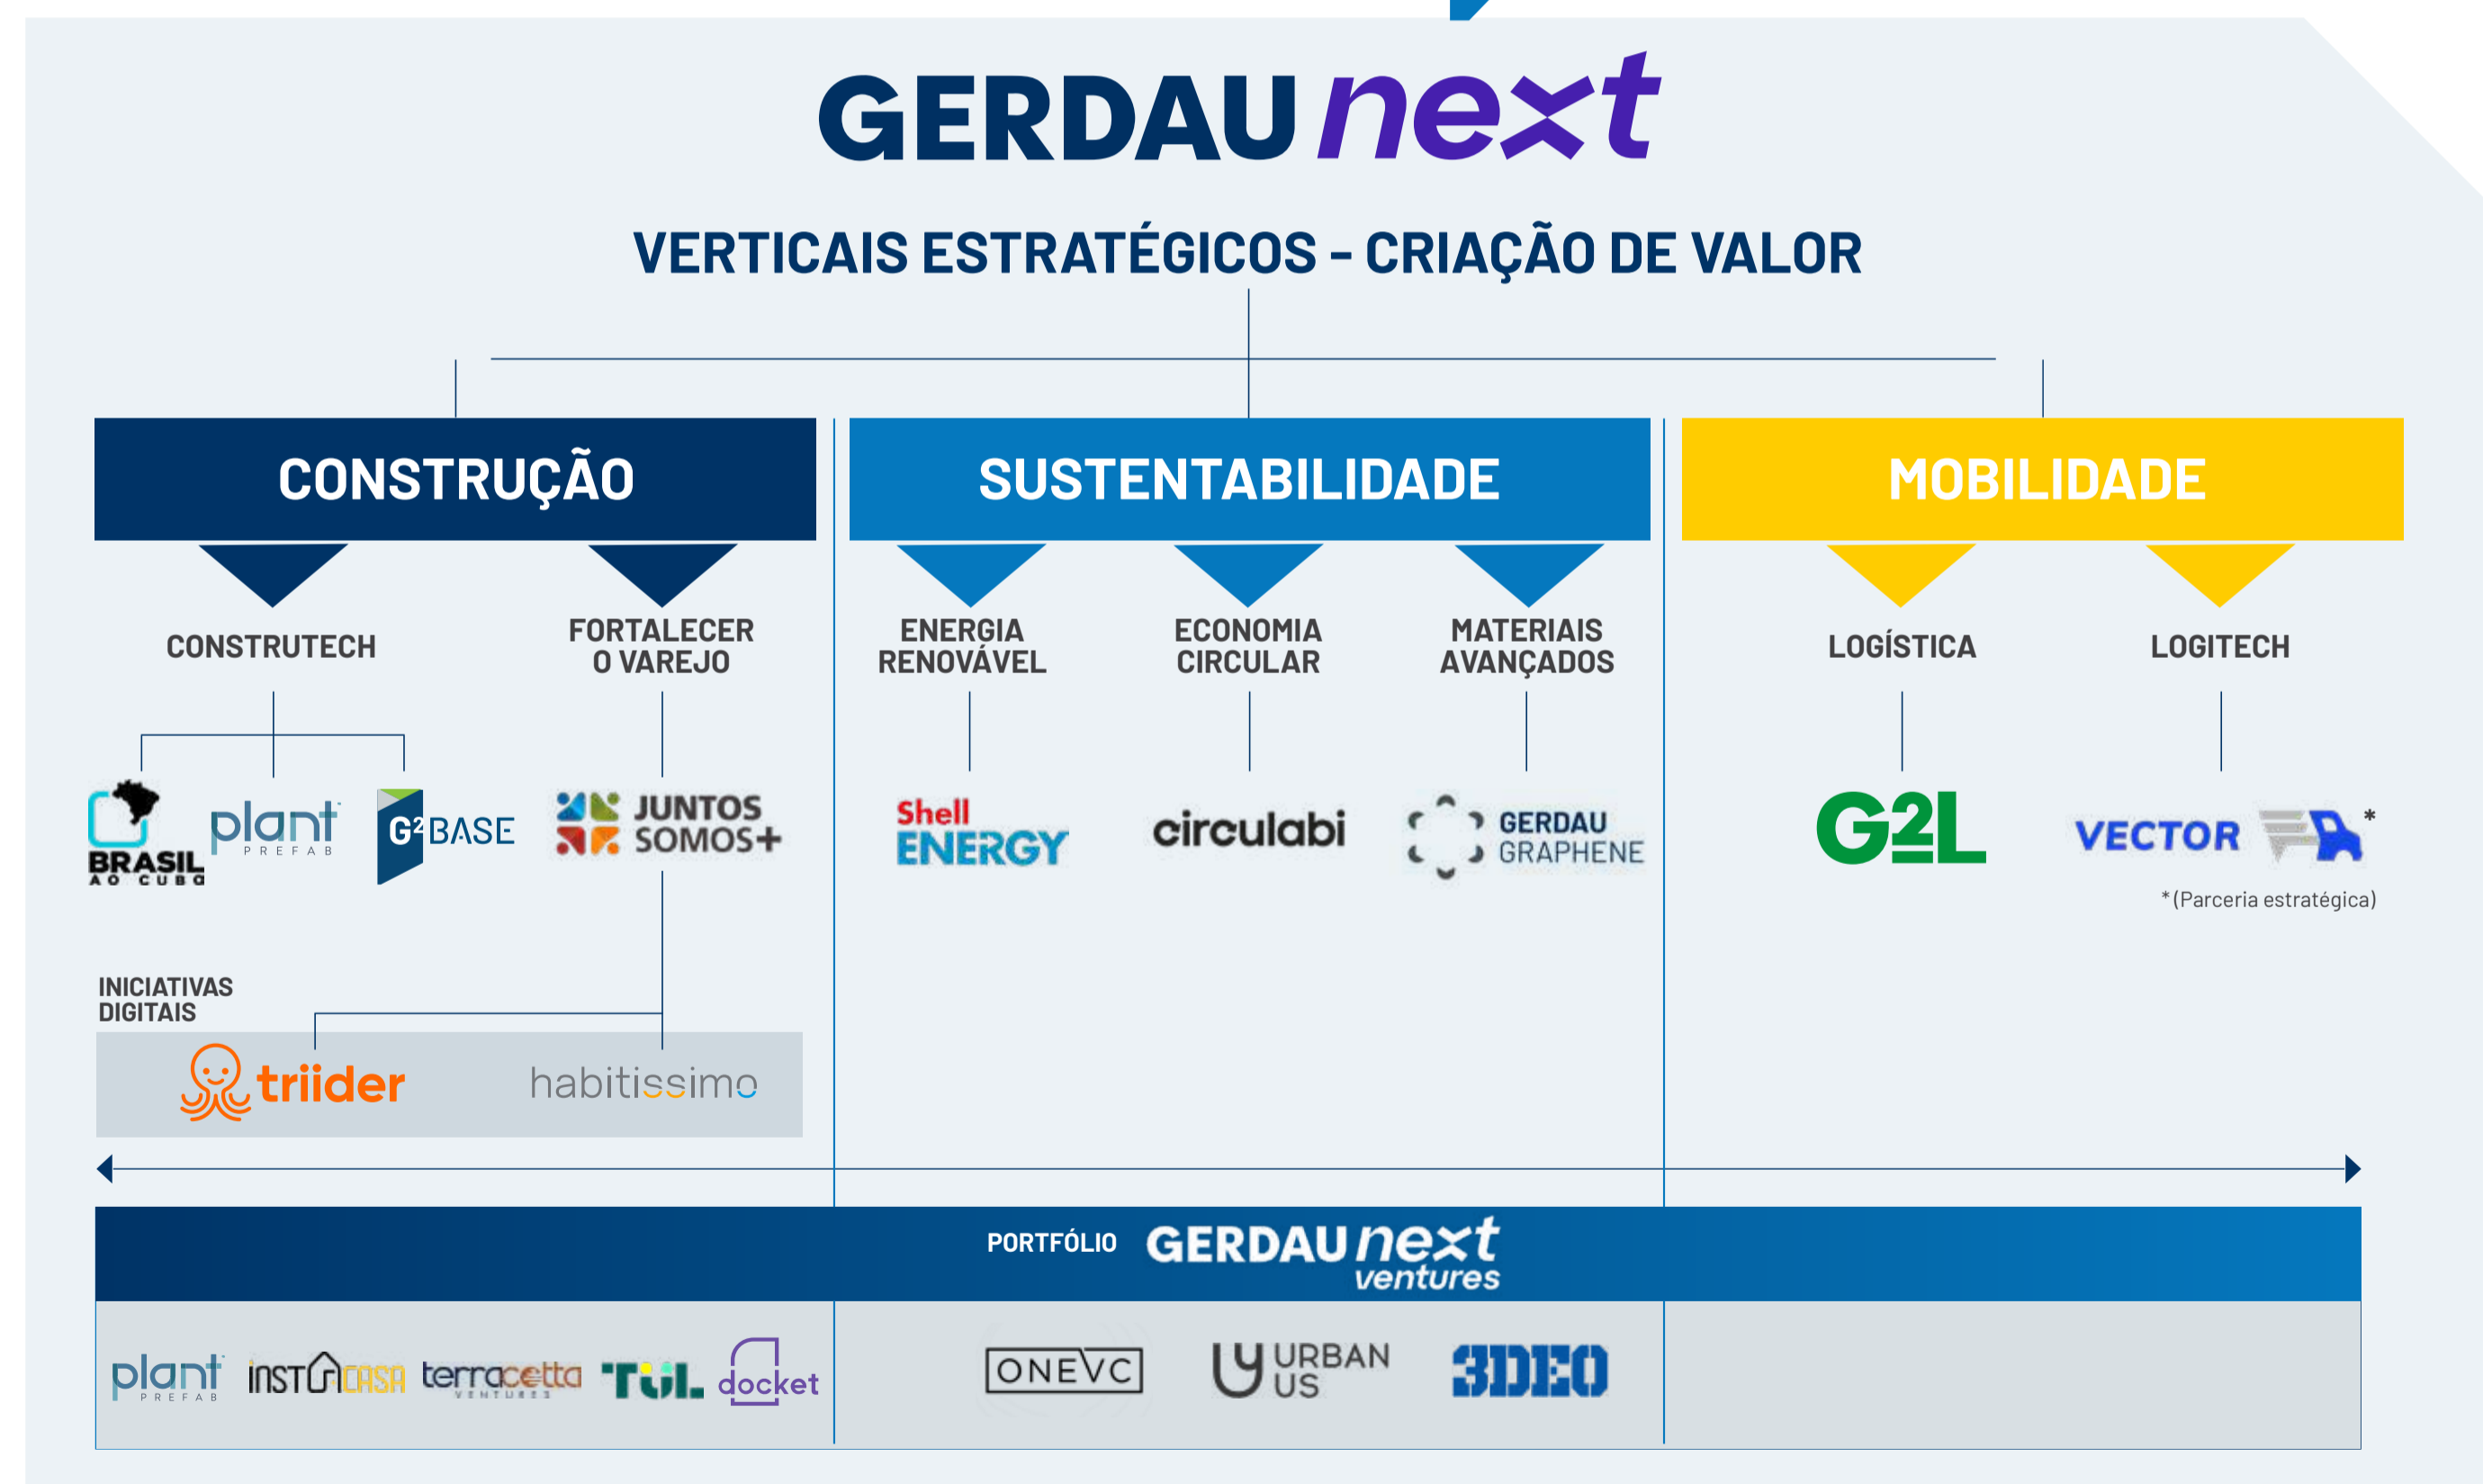 GERDAU next
VERTICAIS ESTRATÉGICOS - CRIAÇÃO DE VALOR
CONSTRUÇÃO
SUSTENTABILIDADE
MOBILIDADE
CONSTRUTECH
FORTALECER
O VAREJO
ENERGIA
RENOVÁVEL
ECONOMIA
CIRCULAR
MATERIAIS
AVANÇADOS
LOGÍSTICA
LOGITECH
BRASIL
AO CUBO
plant
PREFAB
G2 BASE
JUNTOS
SOMOS+
Shell
ENERGY
circulabi
GERDAU
GRAPHENE
G2L
VECTOR *
* (Parceria estratégica)
INICIATIVAS
DIGITAIS
triider
habitissimo
PORTFÓLIO GERDAU next
ventures
plant
PREFAB
INSTACASA
terracotta
VENTURES
TÜL
docket
ONEVC
URBAN
US
3DEO